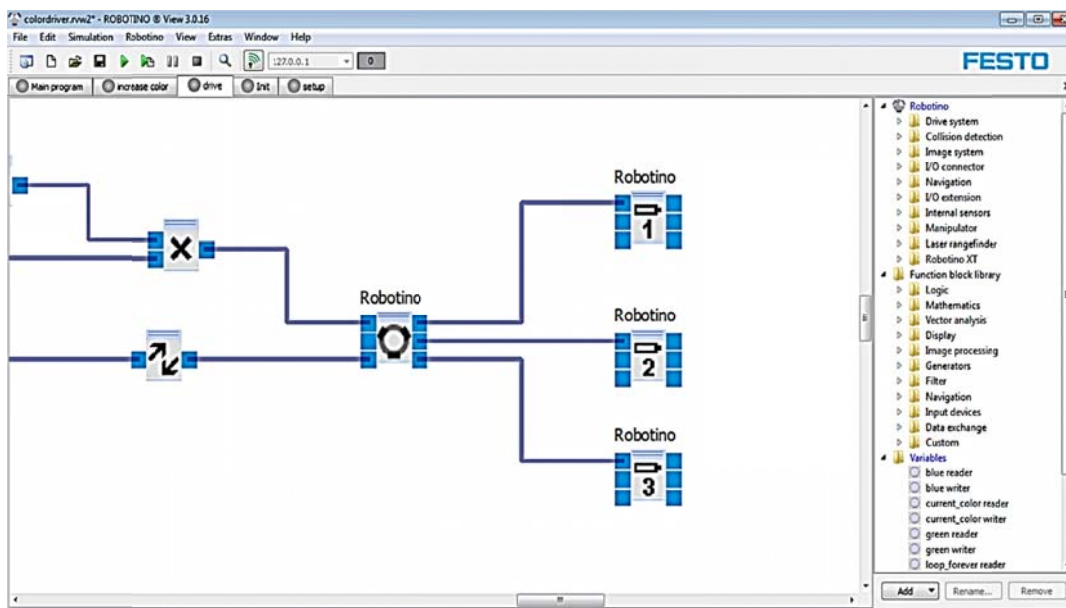 colordriver.rvw2* - ROBOTINO ® View 3.0.16
File Edit Simulation Robotino View Extras Window Help
127.0.0.1 0
FESTO
Main program increase color drive Init setup
Robotino
Drive system
Collision detection
Image system
I/O connector
Navigation
I/O extension
Internal sensors
Manipulator
Laser rangefinder
Robotino XT
Function block library
Logic
Mathematics
Vector analysis
Display
Image processing
Generators
Filter
Navigation
Input devices
Data exchange
Custom
Variables
blue reader
blue writer
current_color reader
current_color writer
green reader
green writer
loop_forever reader
Add Rename... Remove
Robotino
1
Robotino
Robotino
2
Robotino
3